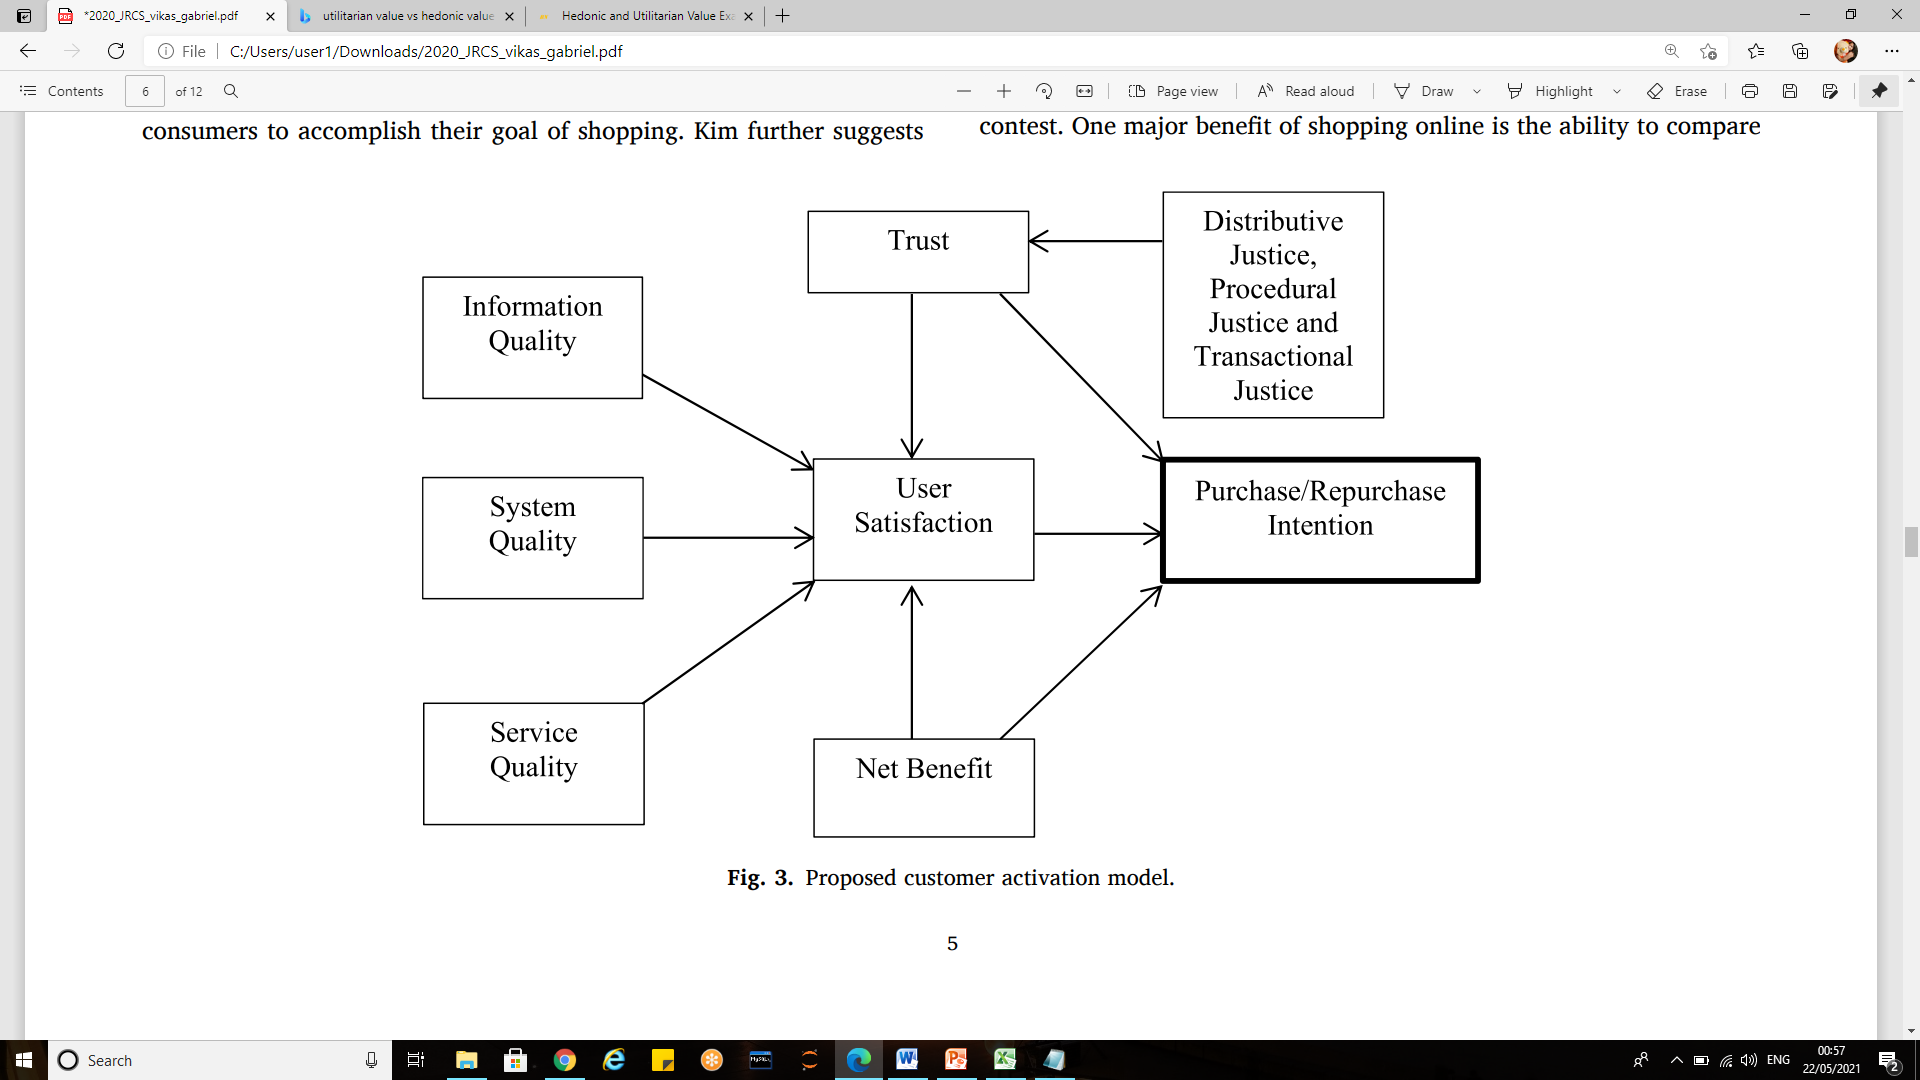 *2020_JRCS_vikas_gabriel.pdf
utilitarian value vs hedonic value
Hedonic and Utilitarian Value Exa
File
C:/Users/user1/Downloads/2020_JRCS_vikas_gabriel.pdf
Contents
6
of 12
Page view
Read aloud
Draw
Highlight
Erase
consumers to accomplish their goal of shopping. Kim further suggests
contest. One major benefit of shopping online is the ability to compare
Trust
Distributive
Justice,
Procedural
Justice and
Transactional
Justice
Information
Quality
System
Quality
User
Satisfaction
Purchase/Repurchase
Intention
Service
Quality
Net Benefit
Fig. 3. Proposed customer activation model.
5
Search
ENG
00:57
22/05/2021
2